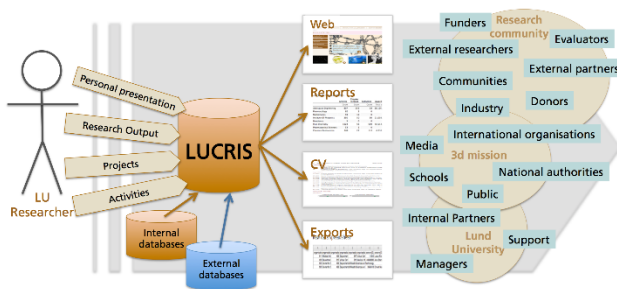 Personal presentation
Research Output
Projects
Activities
LU
Researcher
LUCRIS
Internal
databases
External
databases
Web
Reports
CV
Exports
Funders
Research
community
Evaluators
External researchers
External partners
Communities
Industry
Donors
International organisations
Media
3d mission
National authorities
Schools
Public
Internal Partners
Lund
University
Support
Managers